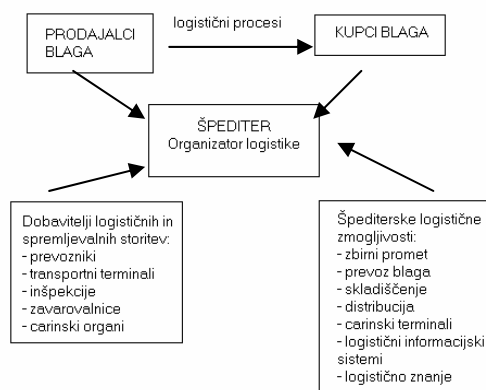 PRODAJALCI
BLAGA
logistični procesi
KUPCI BLAGA
ŠPEDITER
Organizator logistike
Dobavitelji logističnih in
spremljevalnih storitev:
- prevozniki
- transportni terminali
- inšpekcije
- zavarovalnice
- carinski organi
Špediterske logistične
zmogljivosti:
- zbirni promet
- prevoz blaga
- skladiščenje
- distribucija
- carinski terminali
- logistični informacijski
sistemi
- logistično znanje